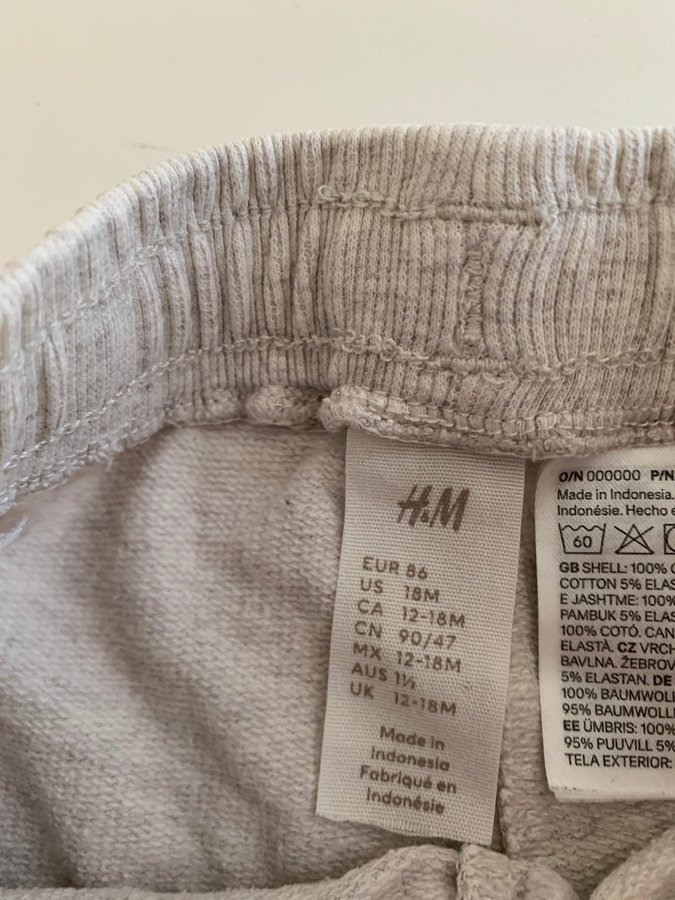 H&M
EUR 86
US 18M
CA 12-18M
CN 90/47
MX 12-18M
AUS 1½
UK 12-18M
Made in
Indonesia
Fabriqué en
Indonésie
O/N 000000 P/N
Made in Indonesia.
Indonésie. Hecho e
60
GB SHELL: 100% C
COTTON 5% ELAS
E JASHTME: 100%
PAMBUK 5% ELAS
100% COTÓ. CAN
ELASTÀ. CZ VRCH
BAVLNA. ŽEBROV
5% ELASTAN. DE
100% BAUMWOLL
95% BAUMWOLL
EE ÜMBRIS: 100%
95% PUUVILL 5%
TELA EXTERIOR: